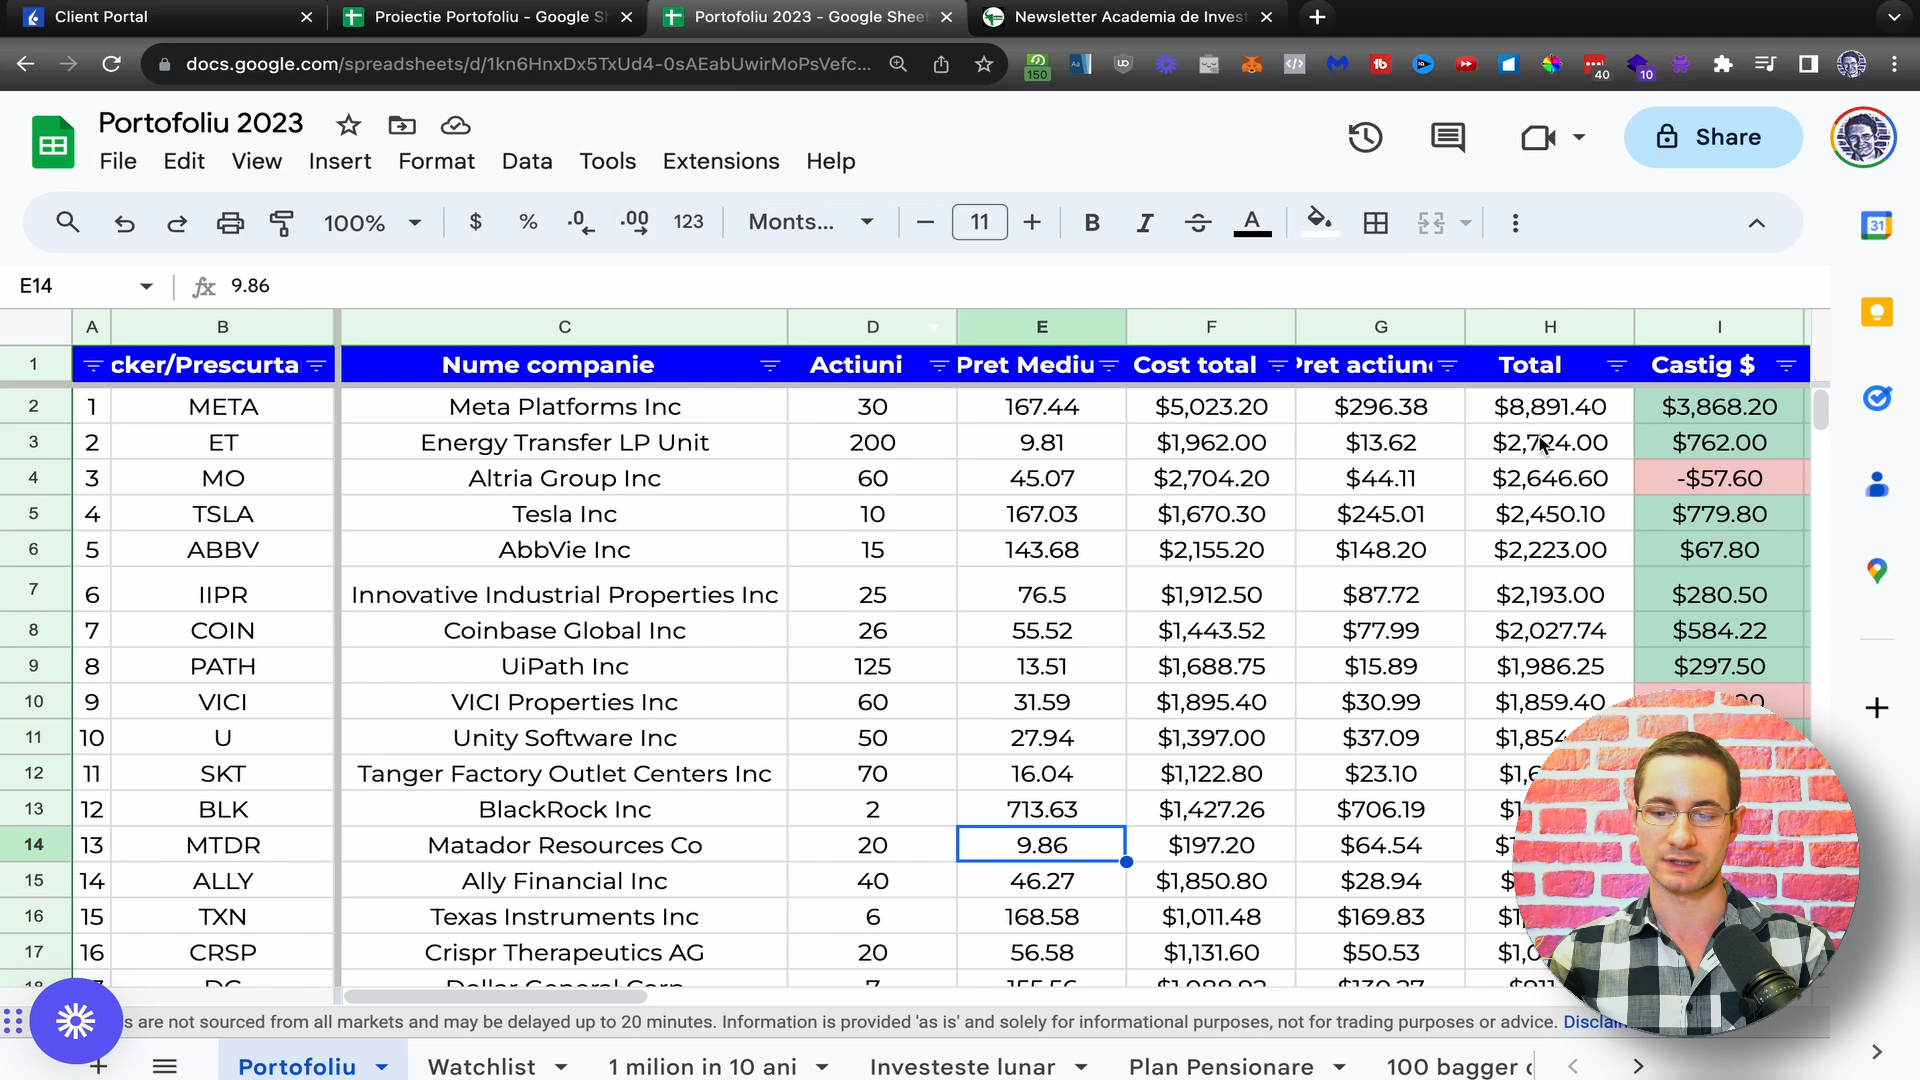 Client Portal
Proiectie Portofoliu - Google S
Portofoliu 2023 - Google Shee
Newsletter Academia de Invest
docs.google.com/spreadsheets/d/1kn6HnxDx5TxUd4-0sAEabUwirMoPsVefc...
150
40
10
Portofoliu 2023
File Edit View Insert Format Data Tools Extensions Help
Share
100% $ % .0 .00 123 Monts... 11 B I A
31
E14 fx 9.86
A B C D E F G H I
1 cker/Prescurta Nume companie Actiuni Pret Mediu Cost total Pret actiun Total Castig $
2 1 META Meta Platforms Inc 30 167.44 $5,023.20 $296.38 $8,891.40 $3,868.20
3 2 ET Energy Transfer LP Unit 200 9.81 $1,962.00 $13.62 $2,724.00 $762.00
4 3 MO Altria Group Inc 60 45.07 $2,704.20 $44.11 $2,646.60 -$57.60
5 4 TSLA Tesla Inc 10 167.03 $1,670.30 $245.01 $2,450.10 $779.80
6 5 ABBV AbbVie Inc 15 143.68 $2,155.20 $148.20 $2,223.00 $67.80
7 6 IIPR Innovative Industrial Properties Inc 25 76.5 $1,912.50 $87.72 $2,193.00 $280.50
8 7 COIN Coinbase Global Inc 26 55.52 $1,443.52 $77.99 $2,027.74 $584.22
9 8 PATH UiPath Inc 125 13.51 $1,688.75 $15.89 $1,986.25 $297.50
10 9 VICI VICI Properties Inc 60 31.59 $1,895.40 $30.99 $1,859.40
11 10 U Unity Software Inc 50 27.94 $1,397.00 $37.09 $1,854
12 11 SKT Tanger Factory Outlet Centers Inc 70 16.04 $1,122.80 $23.10
13 12 BLK BlackRock Inc 2 713.63 $1,427.26 $706.19
14 13 MTDR Matador Resources Co 20 9.86 $197.20 $64.54
15 14 ALLY Ally Financial Inc 40 46.27 $1,850.80 $28.94
16 15 TXN Texas Instruments Inc 6 168.58 $1,011.48 $169.83
17 16 CRSP Crispr Therapeutics AG 20 56.58 $1,131.60 $50.53
s are not sourced from all markets and may be delayed up to 20 minutes. Information is provided 'as is' and solely for informational purposes, not for trading purposes or advice. Disclai
Portofoliu Watchlist 1 milion in 10 ani Investeste lunar Plan Pensionare 100 bagger